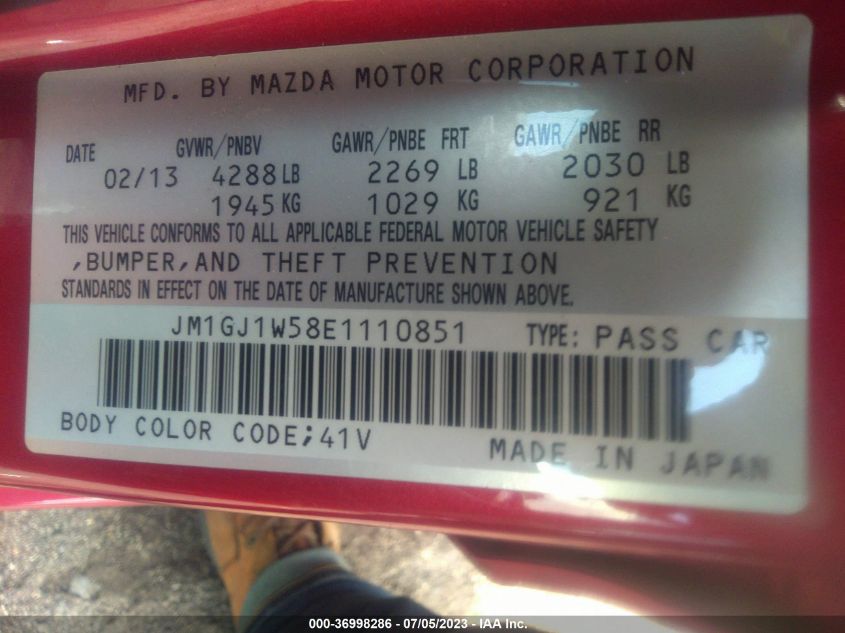 MFD. BY MAZDA MOTOR CORPORATION
DATE GVWR/PNBV GAWR/PNBE FRT GAWR/PNBE RR
02/13 4288 LB 2269 LB 2030 LB
1945 KG 1029 KG 921 KG
THIS VEHICLE CONFORMS TO ALL APPLICABLE FEDERAL MOTOR VEHICLE SAFETY
,BUMPER,AND THEFT PREVENTION
STANDARDS IN EFFECT ON THE DATE OF MANUFACTURE SHOWN ABOVE.
JM1GJ1W58E1110851 TYPE: PASS CAR
BODY COLOR CODE;41V MADE IN JAPAN
000-36998286 - 07/05/2023 - IAA Inc.